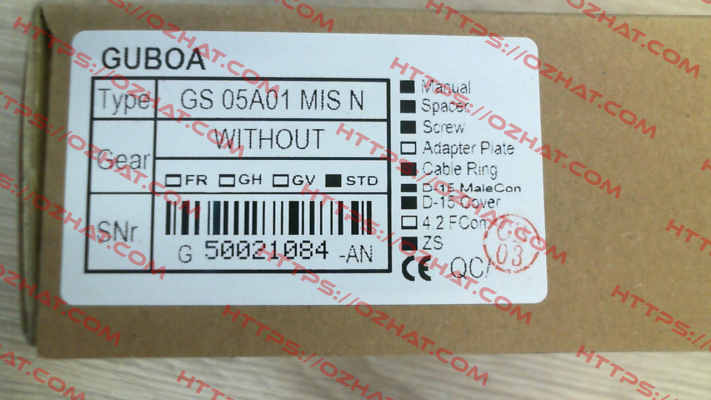 GUBOA
Type GS 05A01 MIS N
Gear WITHOUT
FR GH GV STD
SNr. G 50021084 -AN
Manual
Spacer
Screw
Adapter Plate
Cable Ring
D-15 MaleCon
D-15 Cover
4.2 FCon
ZS
CE QC/
GS
03
HTTPS://OZHAT.COM